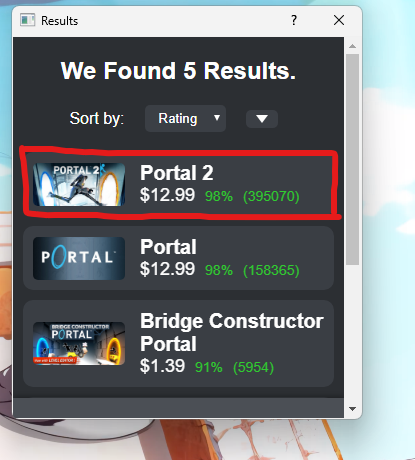 Results
?
We Found 5 Results.
Sort by: Rating
PORTAL 2
Portal 2
$12.99 98% (395070)
PORTAL
Portal
$12.99 98% (158365)
BRIDGE CONSTRUCTOR
PORTAL
Bridge Constructor
Portal
$1.39 91% (5954)